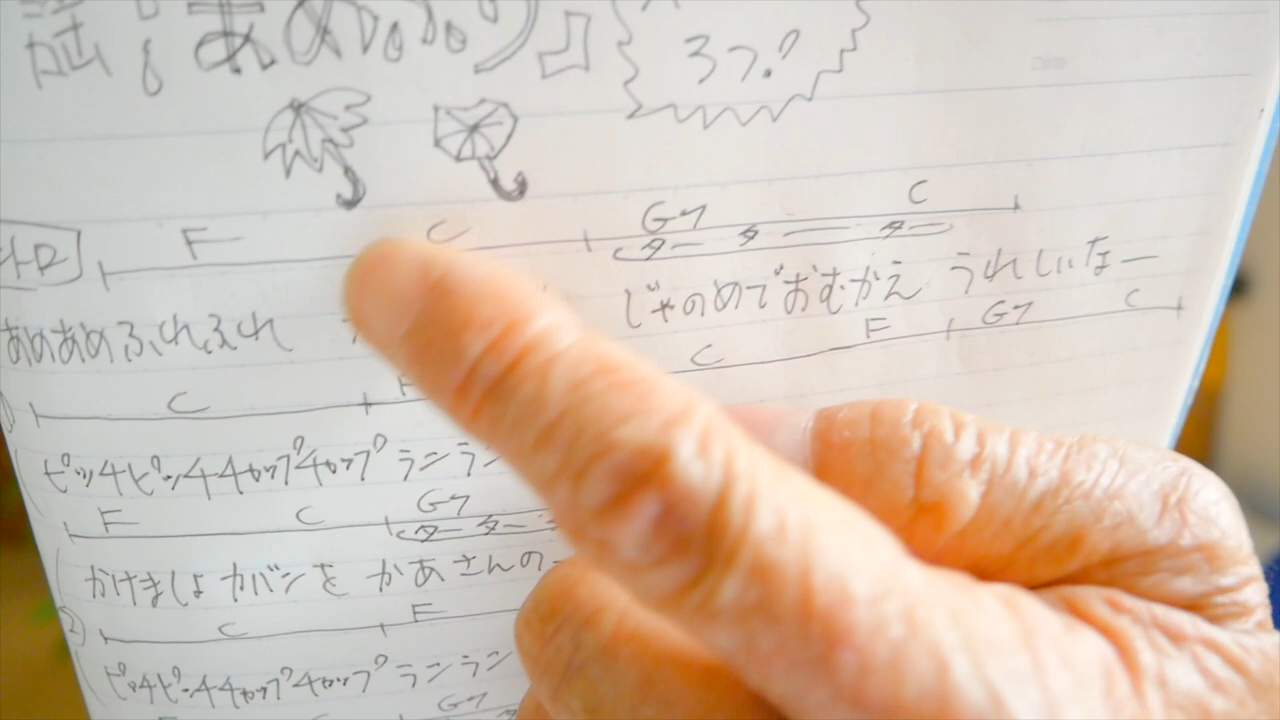 謡:あめふり」
3つ!
F C G7 C
ター ター ター
あめあめふれふれ じゃのめでおむかえ うれしいなー
C F C F G7 C
ピッチピッチチャップチャップ ランラン
F C G7
ター ター
かけましょ カバンを かあさんの
C F
② ピッチピッチチャップチャップ ランラン
F C G7